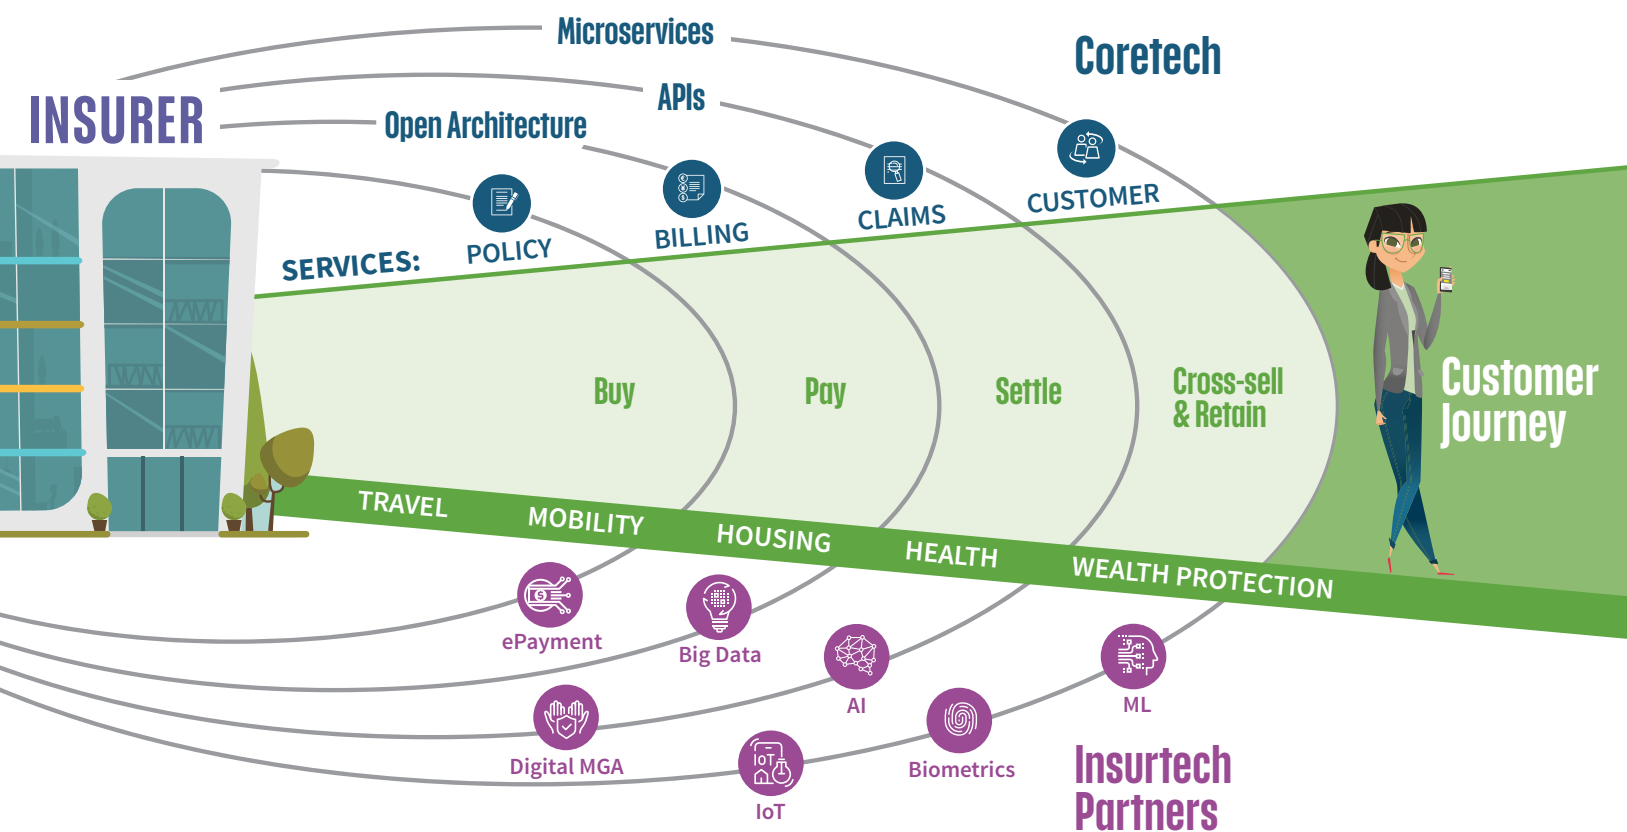 Microservices
Coretech
APIs
INSURER
Open Architecture
CUSTOMER
CLAIMS
BILLING
POLICY
SERVICES:
Buy
Pay
Settle
Cross-sell
& Retain
Customer
Journey
TRAVEL
MOBILITY
HOUSING
HEALTH
WEALTH PROTECTION
$
ePayment
Big Data
AI
ML
Digital MGA
IoT
IoT
Biometrics
Insurtech
Partners